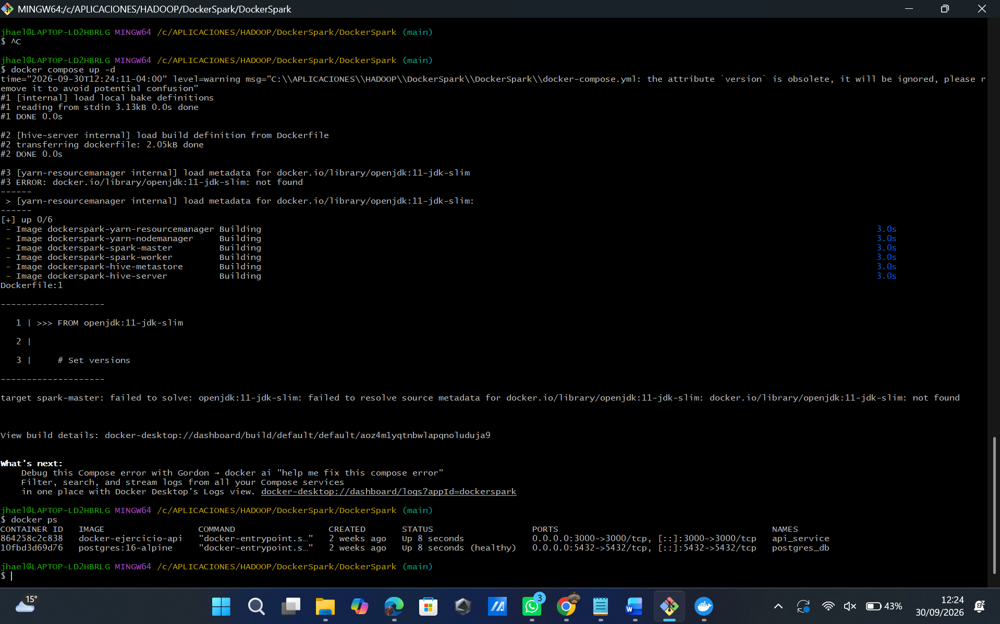 MINGW64:/c/APLICACIONES/HADOOP/DockerSpark/DockerSpark
jhael@LAPTOP-LD2HBRLG MINGW64 /c/APLICACIONES/HADOOP/DockerSpark/DockerSpark (main)
$ ^C
jhael@LAPTOP-LD2HBRLG MINGW64 /c/APLICACIONES/HADOOP/DockerSpark/DockerSpark (main)
$ docker compose up -d
time="2026-09-30T12:24:11-04:00" level=warning msg="C:\\APLICACIONES\\HADOOP\\DockerSpark\\DockerSpark\\docker-compose.yml: the attribute `version` is obsolete, it will be ignored, please r
emove it to avoid potential confusion"
#1 [internal] load local bake definitions
#1 reading from stdin 3.13kB 0.0s done
#1 DONE 0.0s
#2 [hive-server internal] load build definition from Dockerfile
#2 transferring dockerfile: 2.05kB done
#2 DONE 0.0s
#3 [yarn-resourcemanager internal] load metadata for docker.io/library/openjdk:11-jdk-slim
#3 ERROR: docker.io/library/openjdk:11-jdk-slim: not found
------
 > [yarn-resourcemanager internal] load metadata for docker.io/library/openjdk:11-jdk-slim:
------
[+] up 0/6
 - Image dockerspark-yarn-resourcemanager Building 3.0s
 - Image dockerspark-yarn-nodemanager Building 3.0s
 - Image dockerspark-spark-master Building 3.0s
 - Image dockerspark-spark-worker Building 3.0s
 - Image dockerspark-hive-metastore Building 3.0s
 - Image dockerspark-hive-server Building 3.0s
Dockerfile:1
--------------------
   1 | >>> FROM openjdk:11-jdk-slim
   2 |
   3 |     # Set versions
--------------------
target spark-master: failed to solve: openjdk:11-jdk-slim: failed to resolve source metadata for docker.io/library/openjdk:11-jdk-slim: docker.io/library/openjdk:11-jdk-slim: not found
View build details: docker-desktop://dashboard/build/default/default/aoz4m1yqtnbwlapqnoluduja9
What's next:
    Debug this Compose error with Gordon → docker ai "help me fix this compose error"
    Filter, search, and stream logs from all your Compose services
    in one place with Docker Desktop's Logs view. docker-desktop://dashboard/logs?appId=dockerspark
jhael@LAPTOP-LD2HBRLG MINGW64 /c/APLICACIONES/HADOOP/DockerSpark/DockerSpark (main)
$ docker ps
CONTAINER ID   IMAGE                  COMMAND                  CREATED       STATUS                   PORTS                                         NAMES
864258c2c838   docker-ejercicio-api   "docker-entrypoint.s…"   2 weeks ago   Up 8 seconds             0.0.0.0:3000->3000/tcp, [::]:3000->3000/tcp   api_service
10fbd3d69d76   postgres:16-alpine     "docker-entrypoint.s…"   2 weeks ago   Up 8 seconds (healthy)   0.0.0.0:5432->5432/tcp, [::]:5432->5432/tcp   postgres_db
jhael@LAPTOP-LD2HBRLG MINGW64 /c/APLICACIONES/HADOOP/DockerSpark/DockerSpark (main)
$
15°
3
W
43%
12:24
30/09/2026